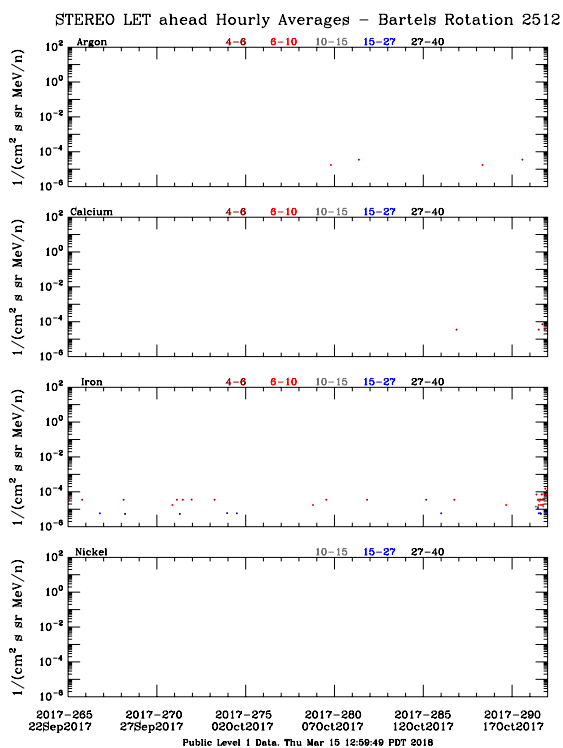 STEREO LET ahead Hourly Averages - Bartels Rotation 2512
Argon 4-6 6-10 10-15 15-27 27-40
10² 10⁰ 10⁻² 10⁻⁴ 10⁻⁶
1/(cm² s sr MeV/n)
Calcium 4-6 6-10 10-15 15-27 27-40
10² 10⁰ 10⁻² 10⁻⁴ 10⁻⁶
1/(cm² s sr MeV/n)
Iron 4-6 6-10 10-15 15-27 27-40
10² 10⁰ 10⁻² 10⁻⁴ 10⁻⁶
1/(cm² s sr MeV/n)
Nickel 10-15 15-27 27-40
10² 10⁰ 10⁻² 10⁻⁴ 10⁻⁶
1/(cm² s sr MeV/n)
2017-265 2017-270 2017-275 2017-280 2017-285 2017-290
22Sep2017 27Sep2017 02Oct2017 07Oct2017 12Oct2017 17Oct2017
Public Level 1 Data, Thu Mar 15 12:59:49 PDT 2018